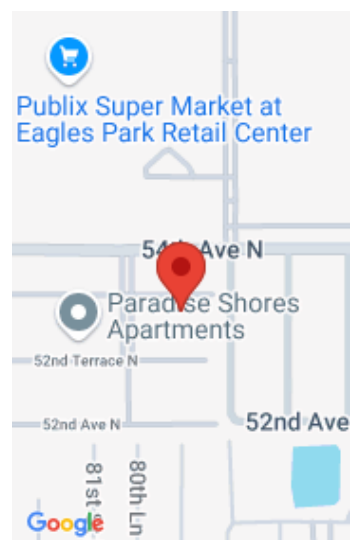 Publix Super Market at
Eagles Park Retail Center
Ave N
Paradise Shores
Apartments
52nd Terrace N
52nd Ave N
52nd Ave
81st
80th Ln
Google